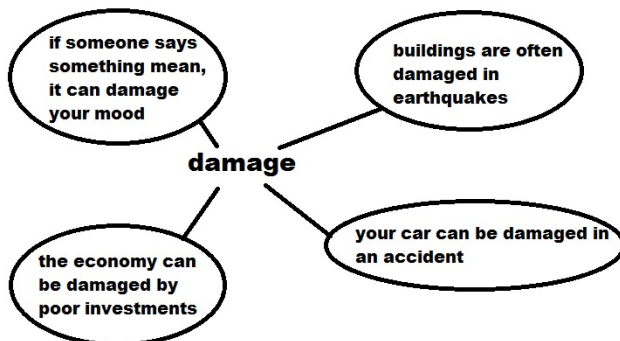 if someone says
something mean,
it can damage
your mood
buildings are often
damaged in
earthquakes
damage
the economy can
be damaged by
poor investments
your car can be damaged in
an accident